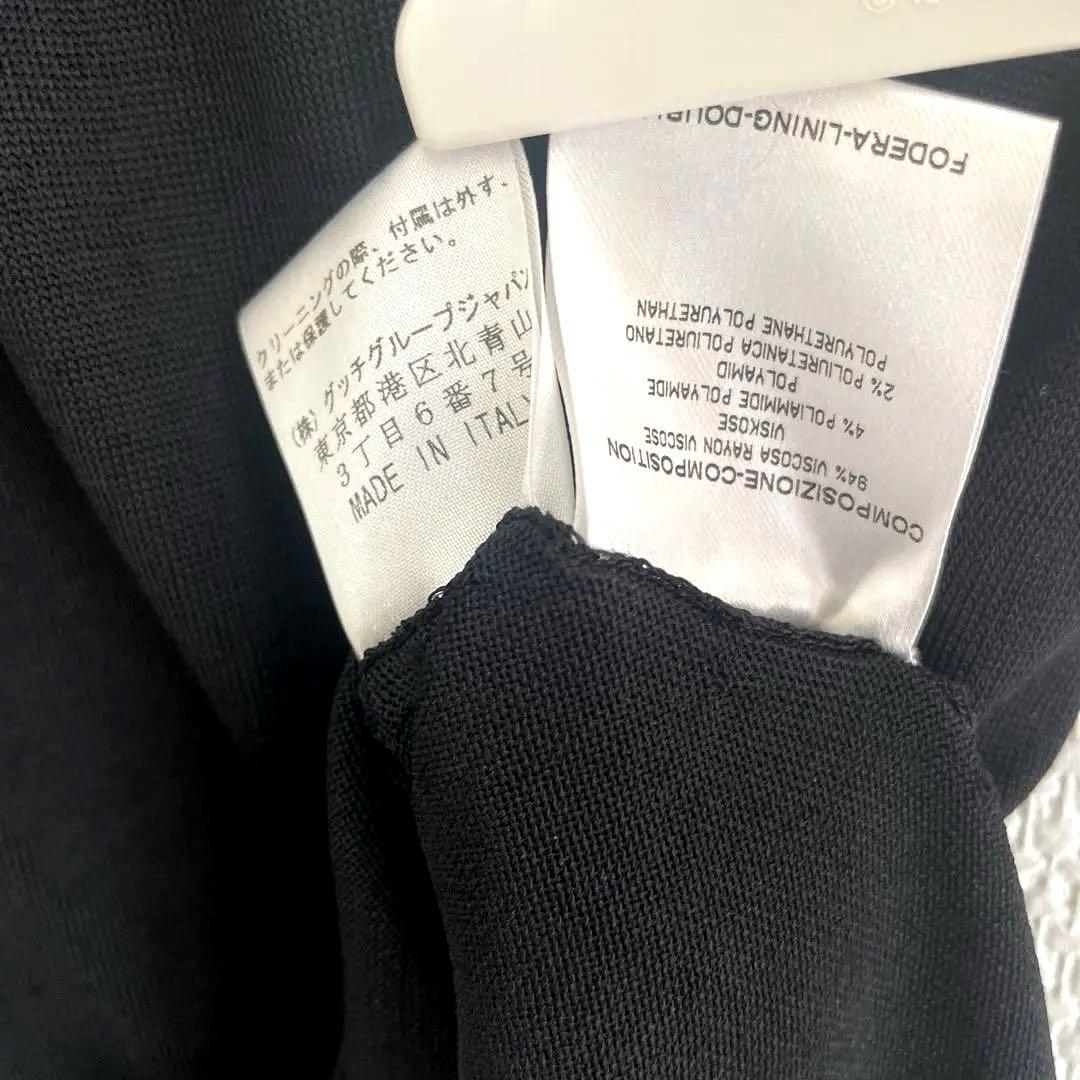 クリーニングの際、付属は外す、
または保護してください。
(株)グッチグループジャパン
東京都港区北青山
3丁目6番7号
MADE IN ITALY
COMPOSIZIONE-COMPOSITION
94% VISCOSA RAYON VISCOSE
VISKOSE
4% POLIAMMIDE POLYAMIDE
POLYAMID
2% POLIURETANICA POLIURETANO
POLYURETHANE POLYURETHAN
FODERA-LINING-